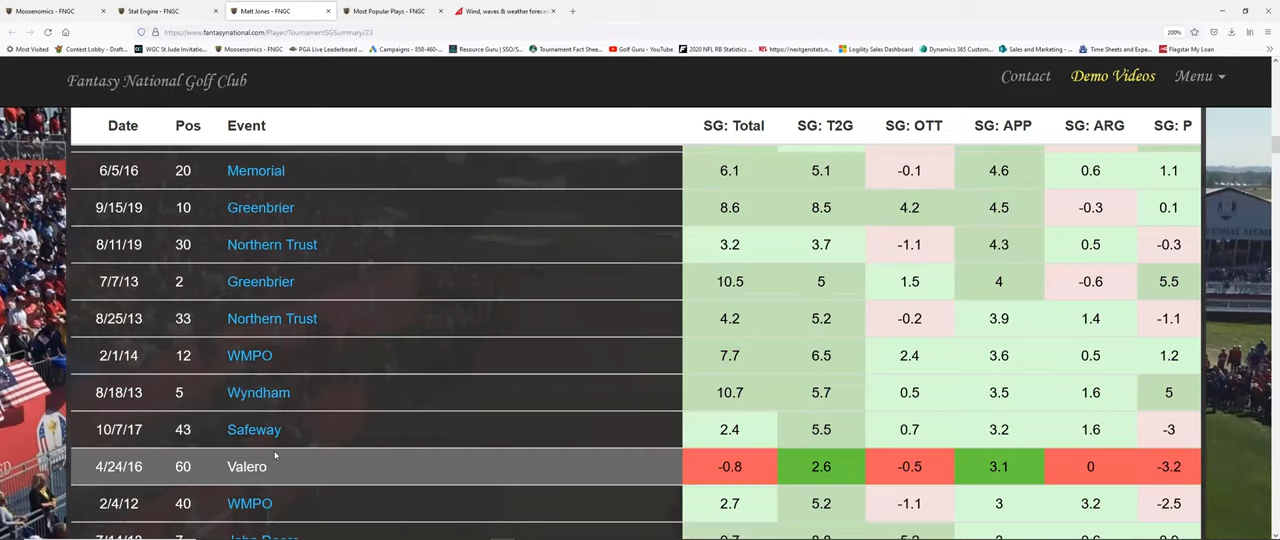 Moosenomics - FNGC × Stat Engine - FNGC × Matt Jones - FNGC × Most Popular Plays - FNGC × Wind, waves & weather forecas ×
https://www.fantasynational.com/Player/TournamentSGSummary/23 200%
Most Visited Contest Lobby - Draft... WGC St Jude Invitatio... Moosenomics - FNGC PGA Live Leaderboard ... Campaigns - 858-460-... Resource Guru | SSO/S... Tournament Fact Shee... Golf Guru - YouTube 2020 NFL RB Statistics ... https://nextgenstats.n... Logility Sales Dashboard Dynamics 365 Custom... Sales and Marketing -... Time Sheets and Expe... Flagstar My Loan
Fantasy National Golf Club Contact Demo Videos Menu
Date Pos Event SG: Total SG: T2G SG: OTT SG: APP SG: ARG SG: P
6/5/16 20 Memorial 6.1 5.1 -0.1 4.6 0.6 1.1
9/15/19 10 Greenbrier 8.6 8.5 4.2 4.5 -0.3 0.1
8/11/19 30 Northern Trust 3.2 3.7 -1.1 4.3 0.5 -0.3
7/7/13 2 Greenbrier 10.5 5 1.5 4 -0.6 5.5
8/25/13 33 Northern Trust 4.2 5.2 -0.2 3.9 1.4 -1.1
2/1/14 12 WMPO 7.7 6.5 2.4 3.6 0.5 1.2
8/18/13 5 Wyndham 10.7 5.7 0.5 3.5 1.6 5
10/7/17 43 Safeway 2.4 5.5 0.7 3.2 1.6 -3
4/24/16 60 Valero -0.8 2.6 -0.5 3.1 0 -3.2
2/4/12 40 WMPO 2.7 5.2 -1.1 3 3.2 -2.5